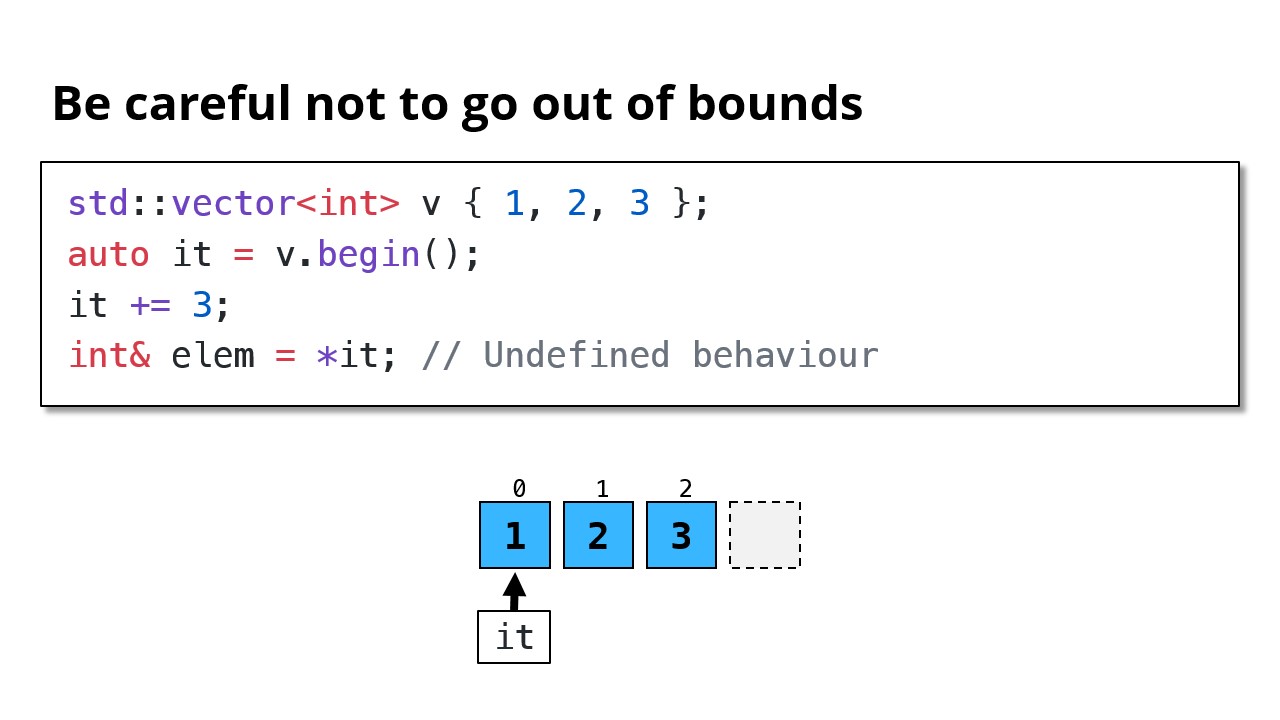 Be careful not to go out of bounds
std::vector<int> v { 1, 2, 3 };
auto it = v.begin();
it += 3;
int& elem = *it; // Undefined behaviour
0 1 2
1 2 3
it